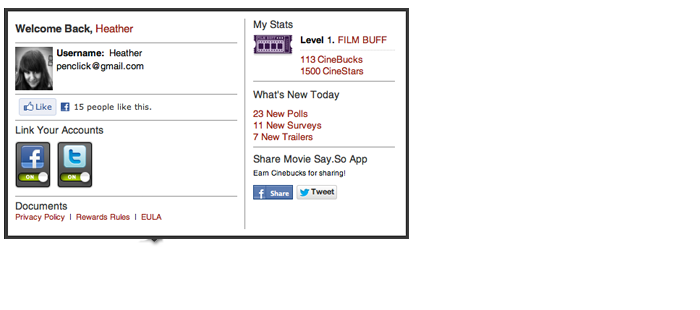 Welcome Back, Heather
Username: Heather
penclick@gmail.com
Like
15 people like this.
Link Your Accounts
ON
ON
Documents
Privacy Policy | Rewards Rules | EULA
My Stats
Level 1. FILM BUFF
113 CineBucks
1500 CineStars
What's New Today
23 New Polls
11 New Surveys
7 New Trailers
Share Movie Say.So App
Earn Cinebucks for sharing!
Share
Tweet